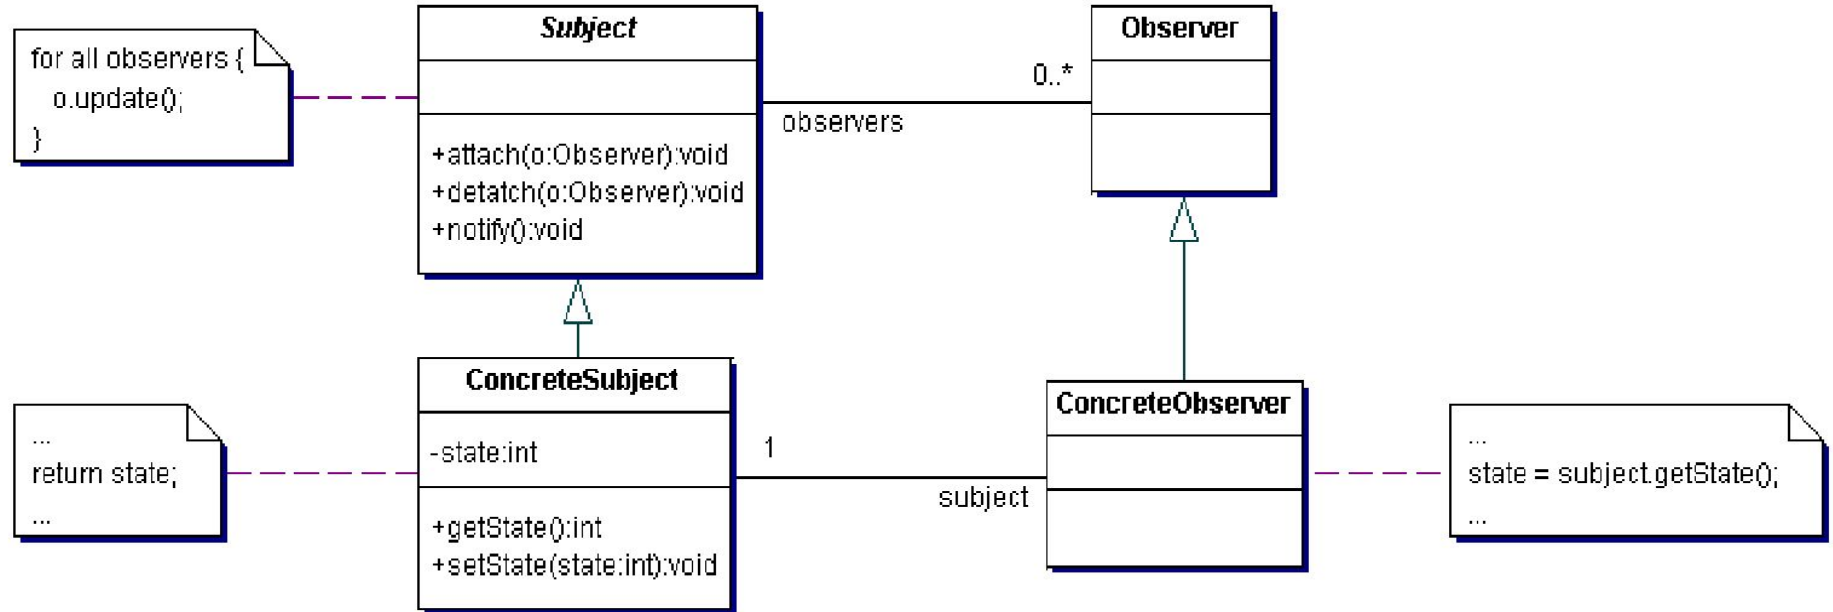 for all observers {
o.update();
}
Subject
+attach(o:Observer):void
+detatch(o:Observer):void
+notify():void
0..*
observers
Observer
...
return state;
...
ConcreteSubject
-state:int
+getState():int
+setState(state:int):void
1
subject
ConcreteObserver
...
state = subject.getState();
...